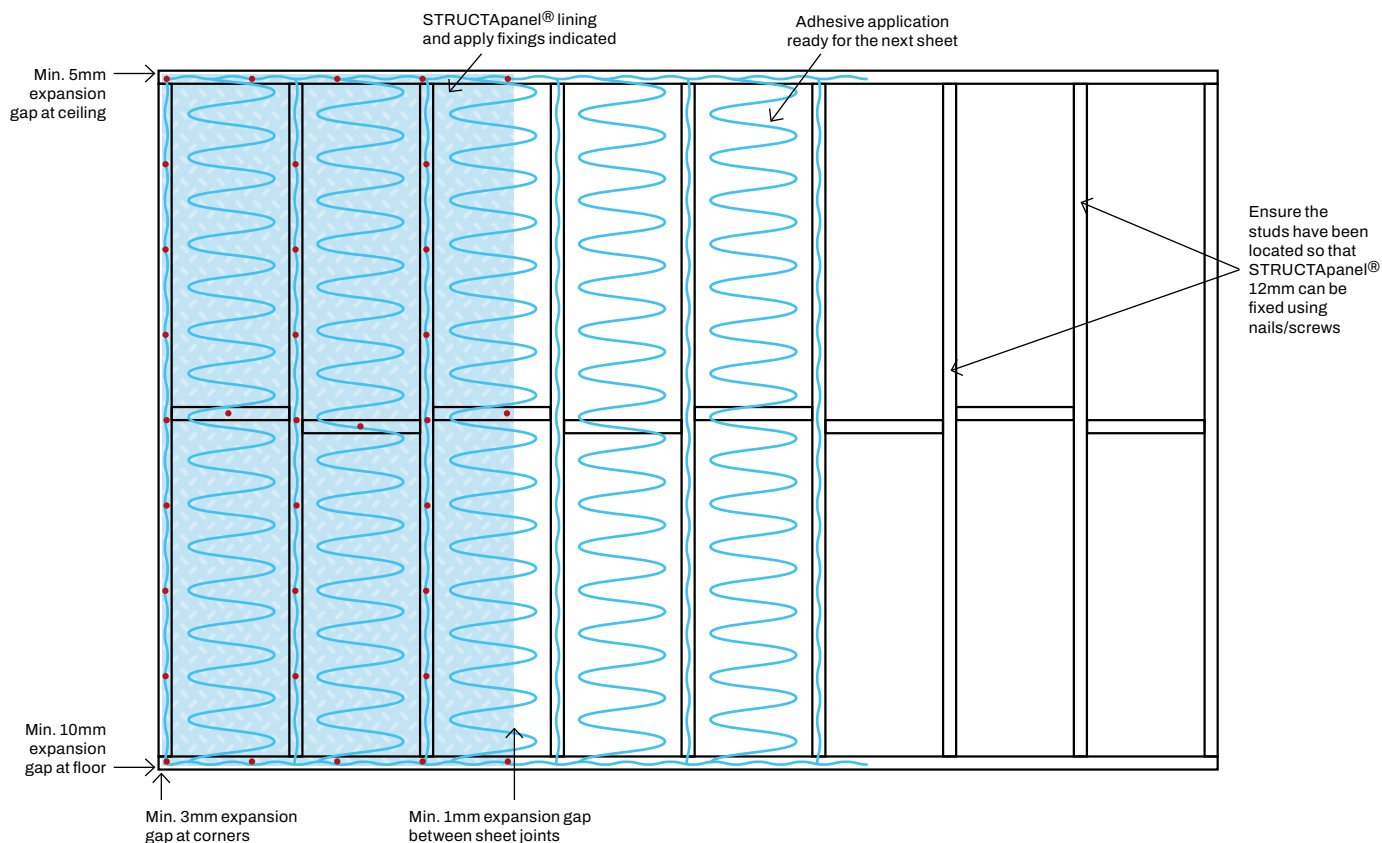 STRUCTApanel® lining
and apply fixings indicated
Adhesive application
ready for the next sheet
Min. 5mm
expansion
gap at ceiling
Ensure the
studs have been
located so that
STRUCTApanel®
12mm can be
fixed using
nails/screws
Min. 10mm
expansion
gap at floor
Min. 3mm expansion
gap at corners
Min. 1mm expansion gap
between sheet joints